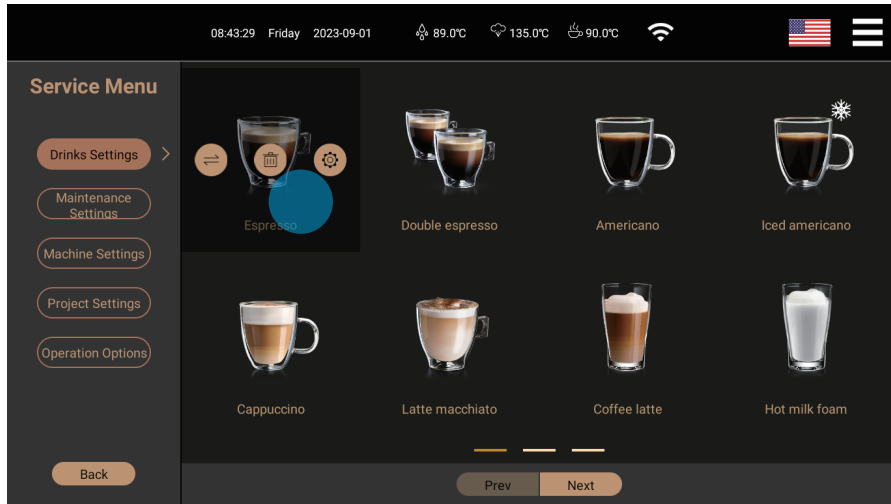 08:43:29 Friday 2023-09-01 89.0℃ 135.0℃ 90.0℃
Service Menu
Drinks Settings
Maintenance
Settings
Machine Settings
Project Settings
Operation Options
Back
Espresso
Double espresso
Americano
Iced americano
Cappuccino
Latte macchiato
Coffee latte
Hot milk foam
Prev
Next